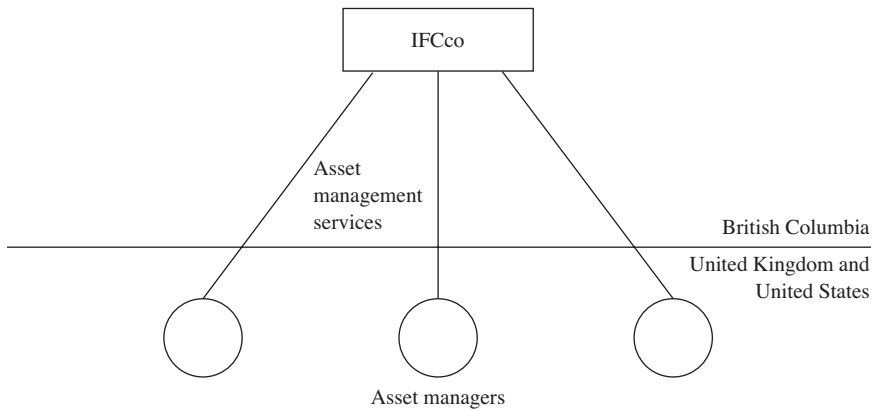 IFCco
Asset
management
services
British Columbia
United Kingdom and
United States
Asset managers